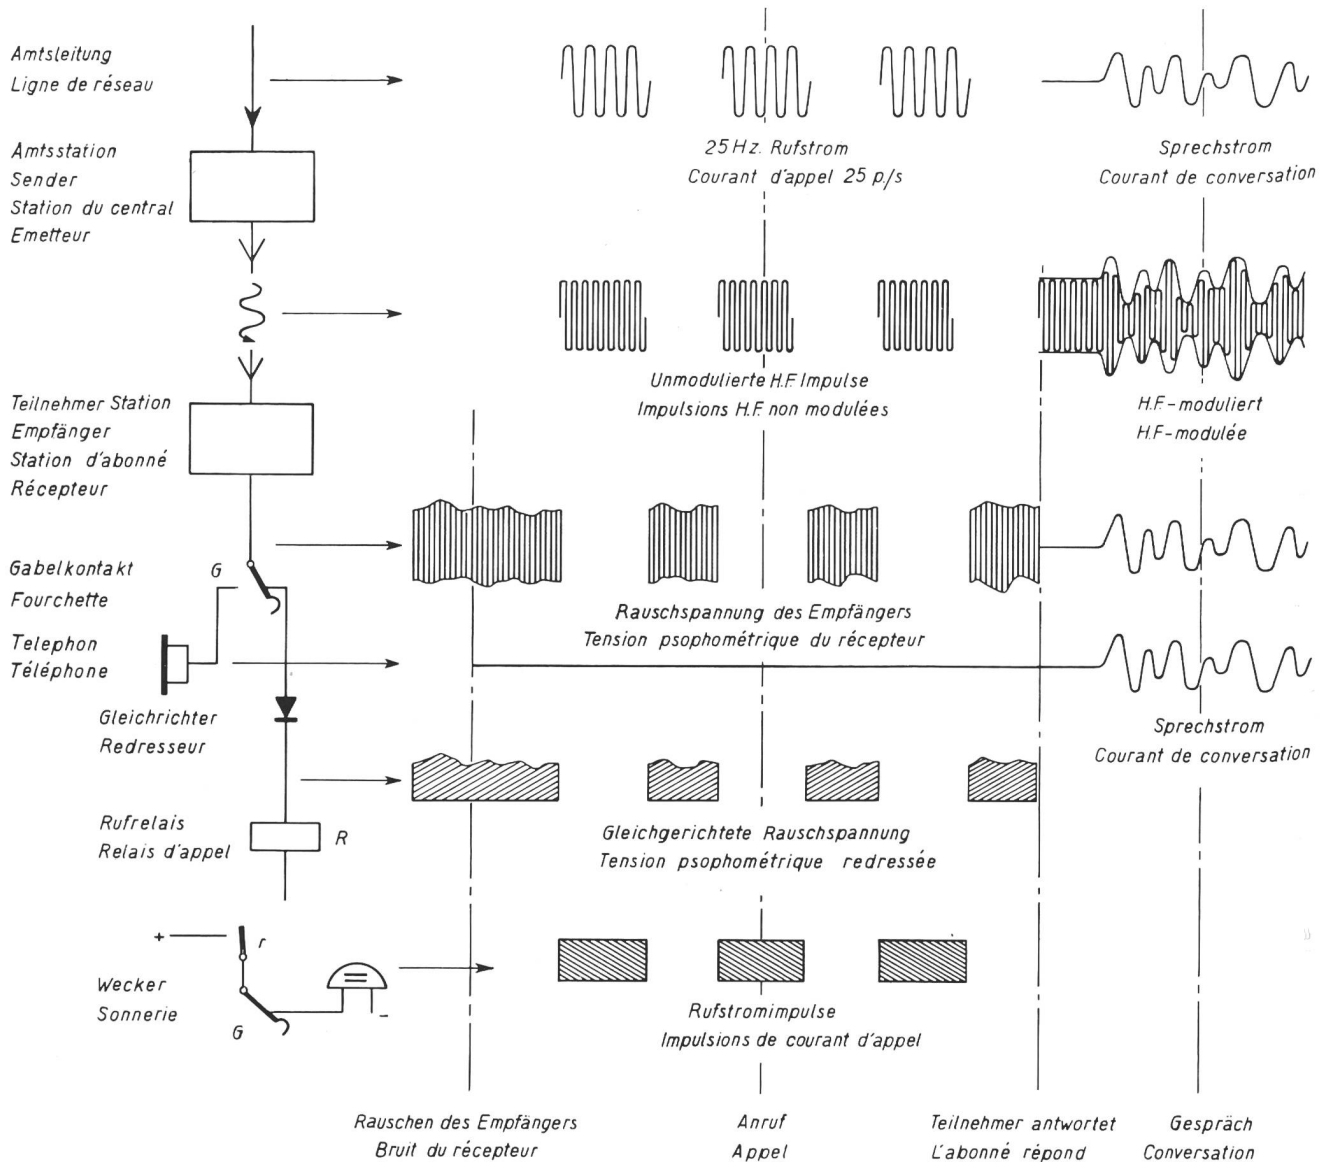 Amtsleitung
Ligne de réseau
25 Hz. Rufstrom
Courant d'appel 25 p./s
Sprechstrom
Courant de conversation
Amtsstation
Sender
Station du central
Emetteur
Unmodulierte H.F. Impulse
Impulsions H.F. non modulées
H.F.-moduliert
H.F-modulée
Teilnehmer Station
Empfänger
Station d'abonné
Récepteur
Gabelkontakt
Fourchette
G
Rauschspannung des Empfängers
Tension psophométrique du récepteur
Telephon
Téléphone
Sprechstrom
Courant de conversation
Gleichrichter
Redresseur
Gleichgerichtete Rauschspannung
Tension psophométrique redressée
Rufrelais
Relais d'appel
R
+
r
Wecker
Sonnerie
G
=
-
Rufstromimpulse
Impulsions de courant d'appel
Rauschen des Empfängers
Bruit du récepteur
Anruf
Appel
Teilnehmer antwortet
L'abonné répond
Gespräch
Conversation